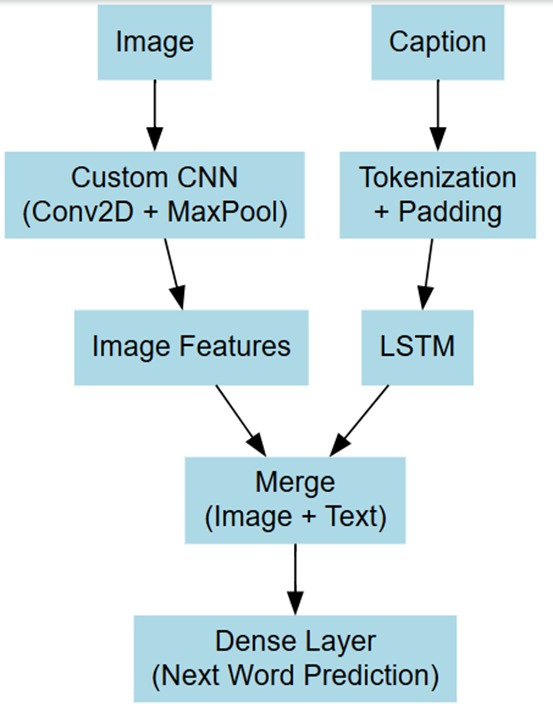 Image
Caption
Custom CNN
(Conv2D + MaxPool)
Tokenization
+ Padding
Image Features
LSTM
Merge
(Image + Text)
Dense Layer
(Next Word Prediction)